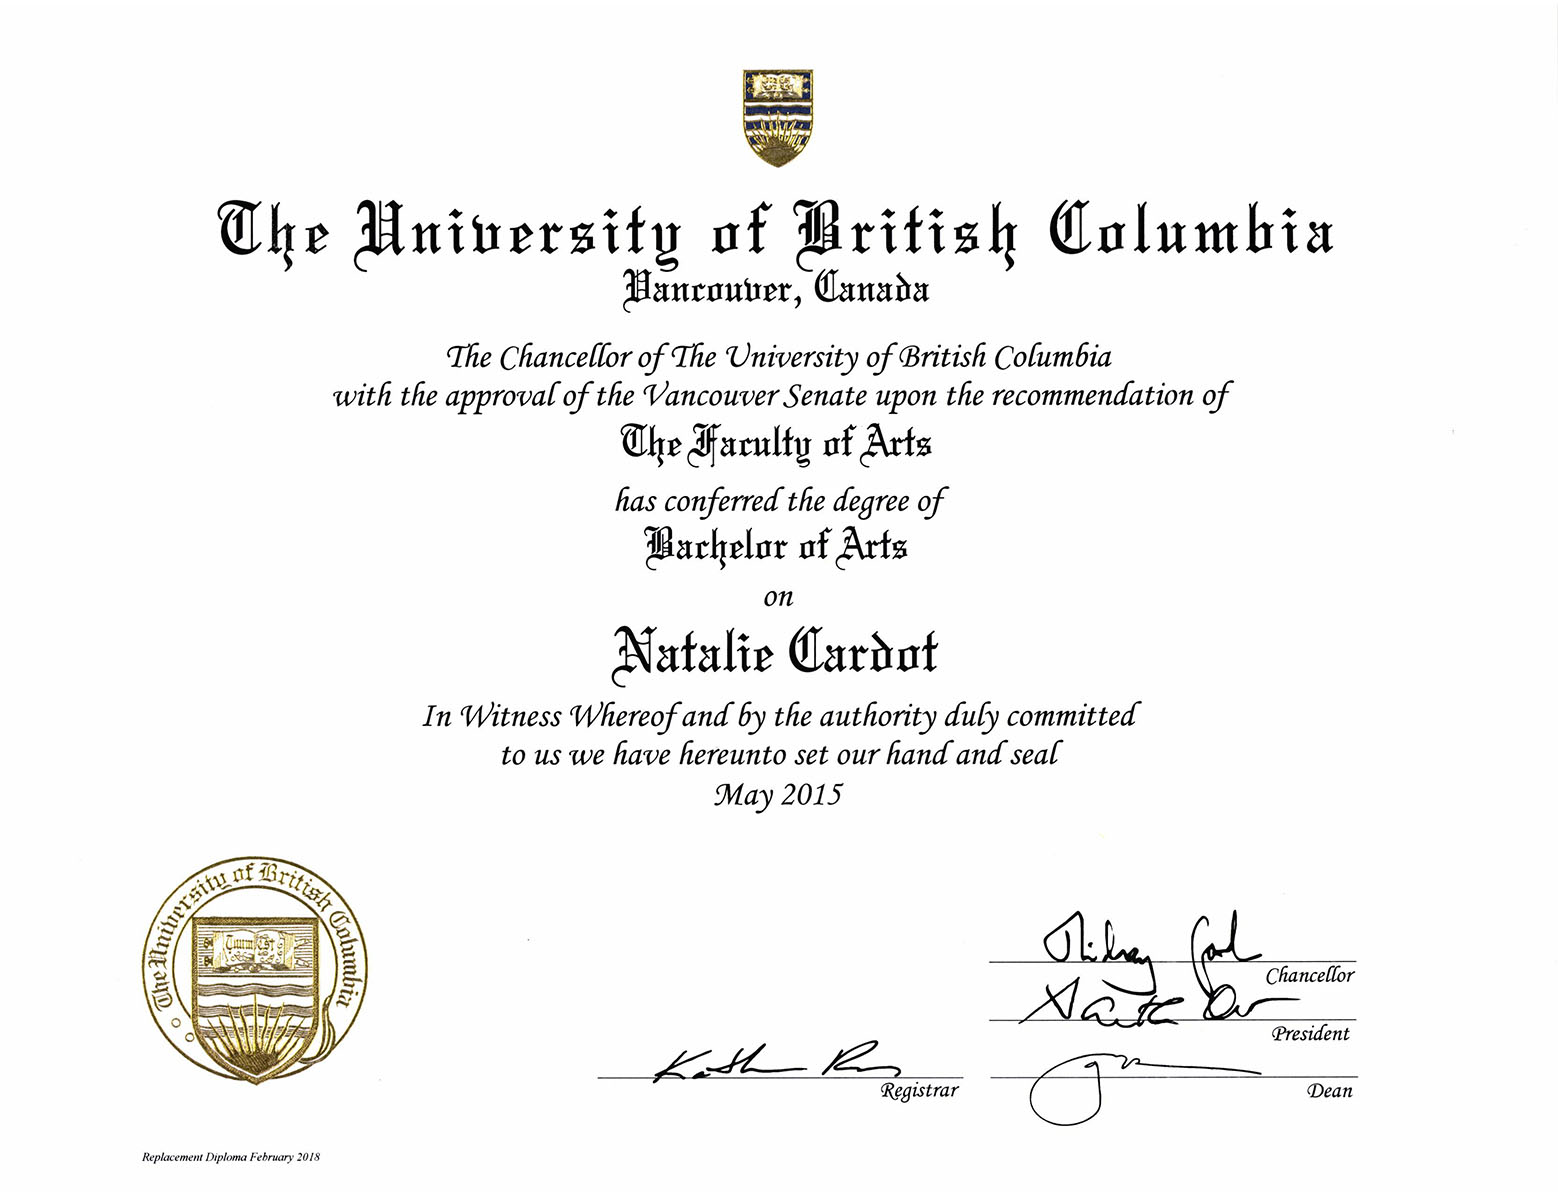 The University of British Columbia
Vancouver, Canada
The Chancellor of The University of British Columbia
with the approval of the Vancouver Senate upon the recommendation of
The Faculty of Arts
has conferred the degree of
Bachelor of Arts
on
Natalie Cardot
In Witness Whereof and by the authority duly committed
to us we have hereunto set our hand and seal
May 2015
The University of British Columbia
Tuum Est
Chancellor
President
Registrar
Dean
Replacement Diploma February 2018